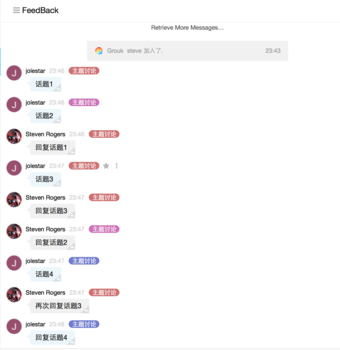 FeedBack
Retrieve More Messages...
Grouk steve 加入了. 23:43
J jolestar 23:46 主题讨论
话题1
J jolestar 23:46 主题讨论
话题2
Steven Rogers 23:46 主题讨论
回复话题1
J jolestar 23:47 主题讨论
话题3
Steven Rogers 23:47 主题讨论
回复话题3
Steven Rogers 23:47 主题讨论
回复话题2
J jolestar 23:47 主题讨论
话题4
Steven Rogers 23:47 主题讨论
再次回复话题3
J jolestar 23:48 主题讨论
回复话题4